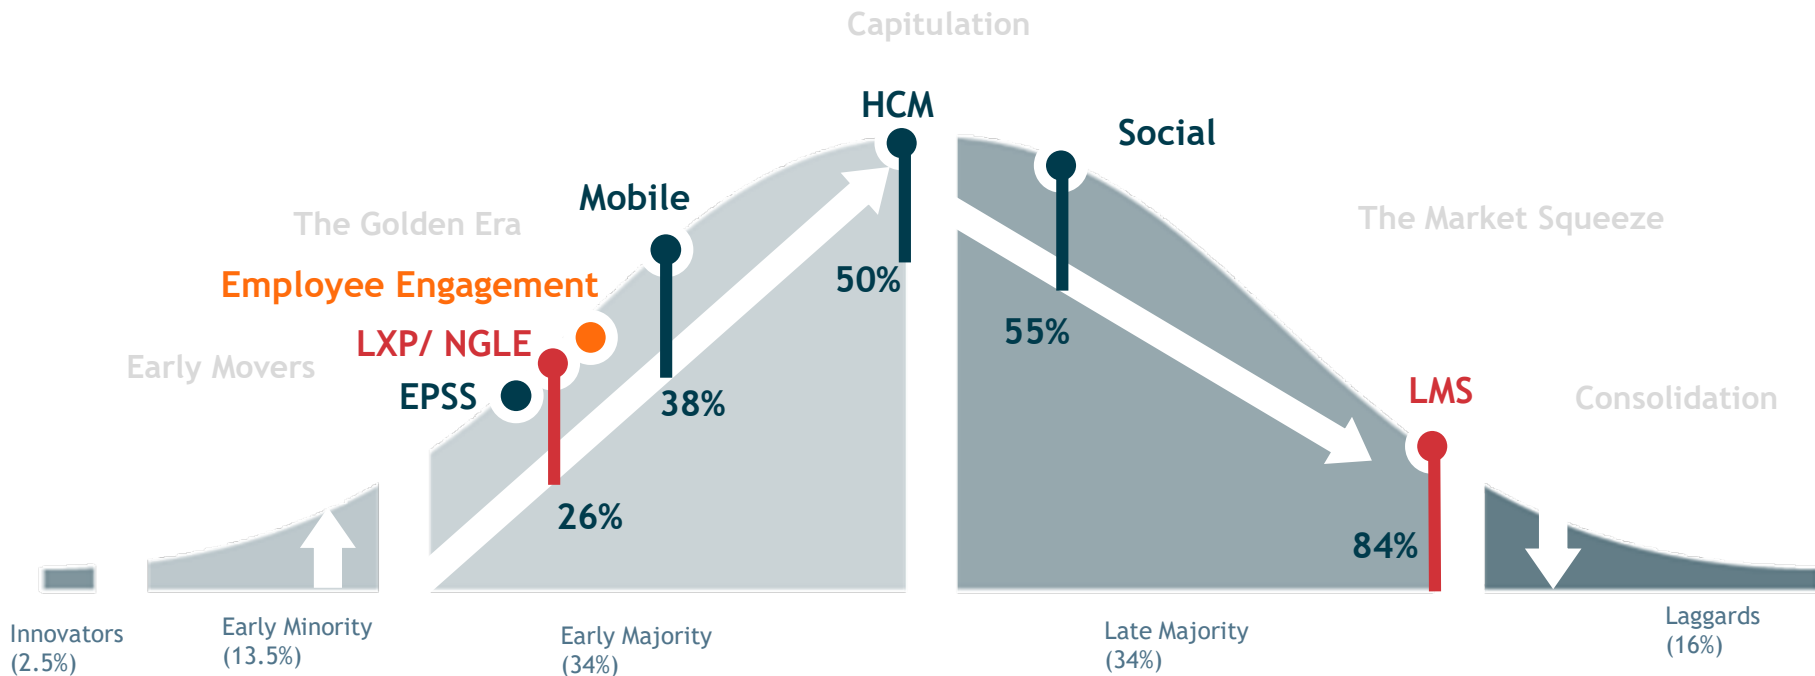 Capitulation
HCM
Social
Mobile
The Golden Era
The Market Squeeze
Employee Engagement
50%
55%
LXP/ NGLE
Early Movers
EPSS
38%
LMS
Consolidation
26%
84%
Innovators
(2.5%)
Early Minority
(13.5%)
Early Majority
(34%)
Late Majority
(34%)
Laggards
(16%)